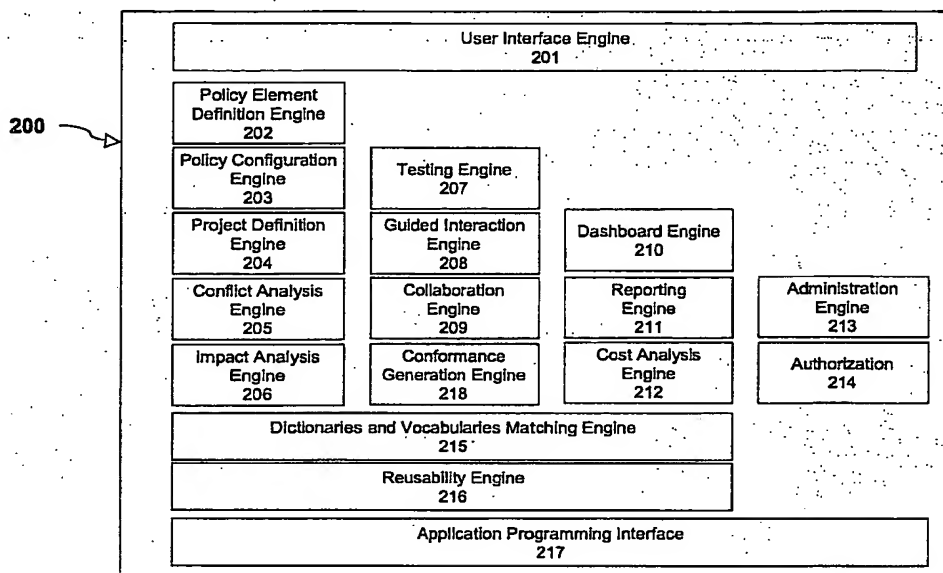 User Interface Engine
201
200
Policy Element
Definition Engine
202
Policy Configuration
Engine
203
Testing Engine
207
Project Definition
Engine
204
Guided Interaction
Engine
208
Dashboard Engine
210
Conflict Analysis
Engine
205
Collaboration
Engine
209
Reporting
Engine
211
Administration
Engine
213
Impact Analysis
Engine
206
Conformance
Generation Engine
218
Cost Analysis
Engine
212
Authorization
214
Dictionaries and Vocabularies Matching Engine
215
Reusability Engine
216
Application Programming Interface
217